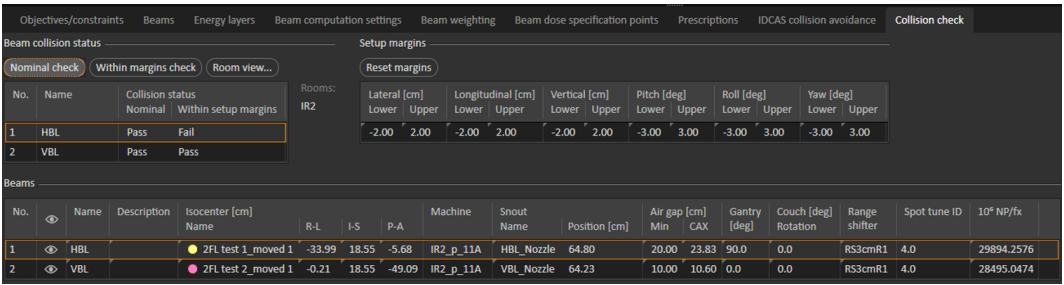 Objectives/constraints Beams Energy layers Beam computation settings Beam weighting Beam dose specification points Prescriptions IDCAS collision avoidance Collision check
Beam collision status Setup margins
Nominal check Within margins check Room view... Reset margins
No. Name Collision status Rooms: Lateral [cm] Longitudinal [cm] Vertical [cm] Pitch [deg] Roll [deg] Yaw [deg]
Nominal Within setup margins IR2 Lower Upper Lower Upper Lower Upper Lower Upper Lower Upper Lower Upper
1 HBL Pass Fail -2.00 2.00 -2.00 2.00 -2.00 2.00 -3.00 3.00 -3.00 3.00 -3.00 3.00
2 VBL Pass Pass
Beams
No. Name Description Isocenter [cm] Machine Snout Air gap [cm] Gantry Couch [deg] Range Spot tune ID 10⁶ NP/fx
Name R-L I-S P-A Name Position [cm] Min CAX [deg] Rotation shifter
1 HBL 2FL test 1_moved 1 -33.99 18.55 -5.68 IR2_p_11A HBL_Nozzle 64.80 20.00 23.83 90.0 0.0 RS3cmR1 4.0 29894.2576
2 VBL 2FL test 2_moved 1 -0.21 18.55 -49.09 IR2_p_11A VBL_Nozzle 64.23 10.00 10.60 0.0 0.0 RS3cmR1 4.0 28495.0474